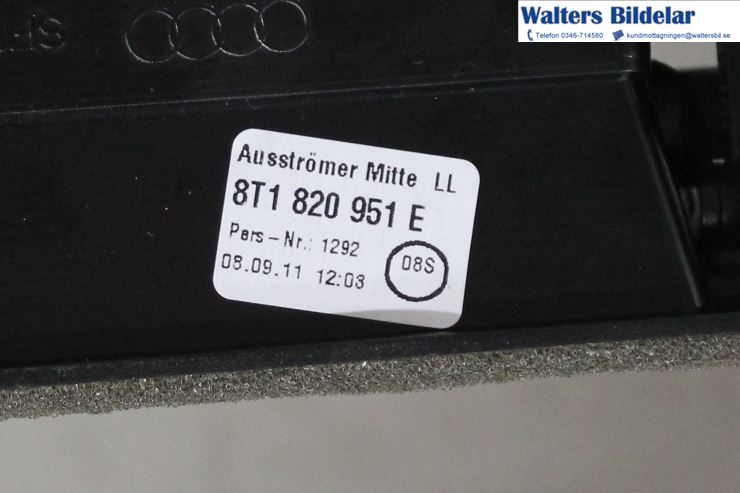 Walters Bildelar
Telefon 0346-714580 kundmottagningen@waltersbil.se
Ausströmer Mitte LL
8T1 820 951 E
Pers-Nr.: 1292
08.09.11 12:03
08S